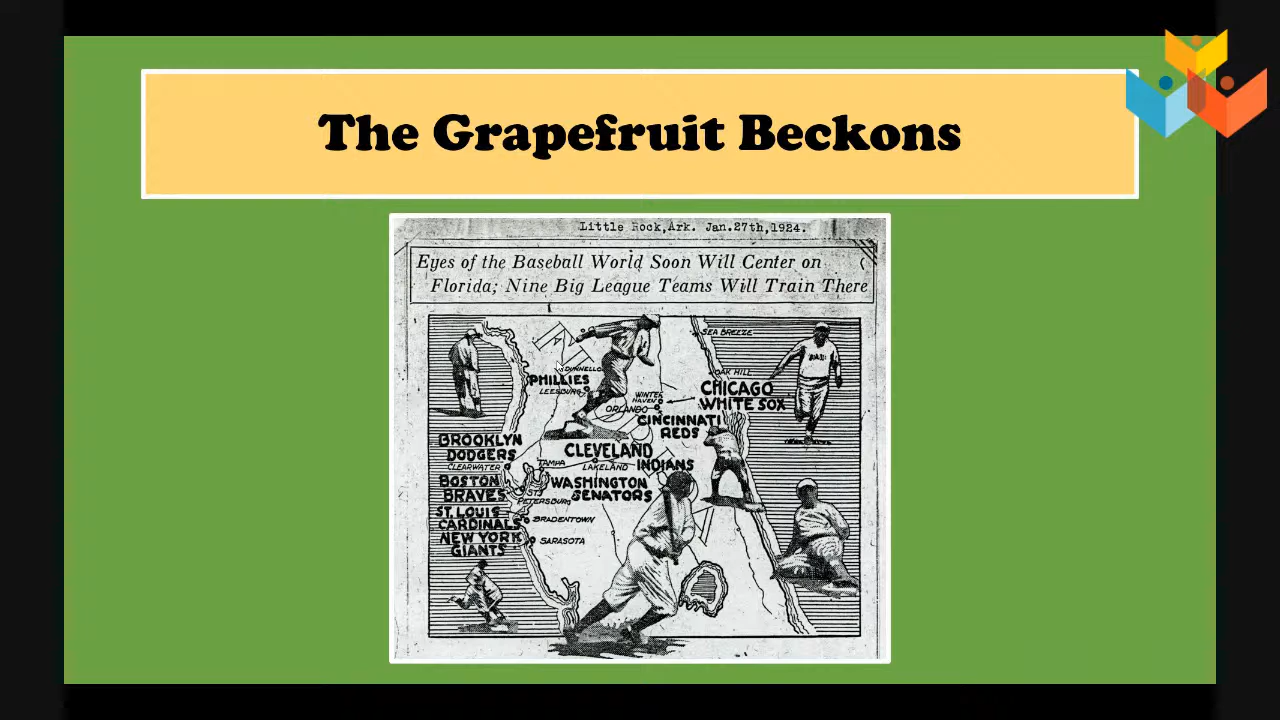 The Grapefruit Beckons
Little Rock, Ark. Jan.27th,1924.
Eyes of the Baseball World Soon Will Center on
Florida; Nine Big League Teams Will Train There
SEA BREEZE
DUNNELLON
PHILLIES
LEESBURG
OAK HILL
CHICAGO
WHITE SOX
WINTER
HAVEN
ORLANDO
CINCINNATI
REDS
BROOKLYN
DODGERS
CLEARWATER
CLEVELAND
INDIANS
TAMPA
LAKELAND
BOSTON
BRAVES
WASHINGTON
SENATORS
ST.
PETERSBURG
ST. LOUIS
CARDINALS
BRADENTOWN
NEW YORK
GIANTS
SARASOTA